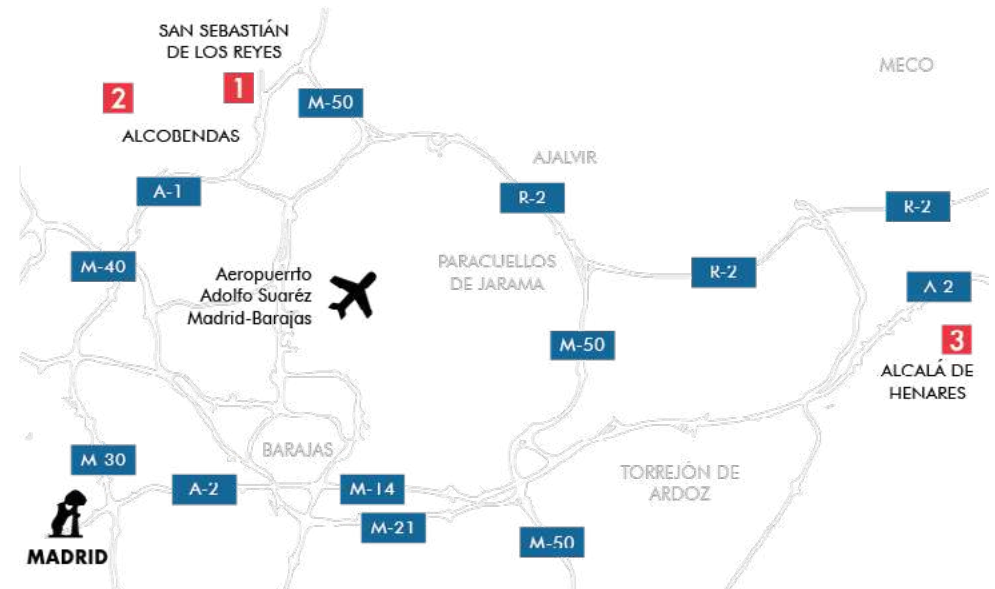 SAN SEBASTIÁN
DE LOS REYES
MECO
1
2
M-50
ALCOBENDAS
AJALVIR
A-1
R-2
R-2
M-40
PARACUELLOS
DE JARAMA
R-2
Aeropuerto
Adolfo Suaréz
Madrid-Barajas
A 2
M-50
3
ALCALÁ DE
HENARES
BARAJAS
M 30
TORREJÓN DE
ARDOZ
A-2
M-14
M-21
M-50
MADRID